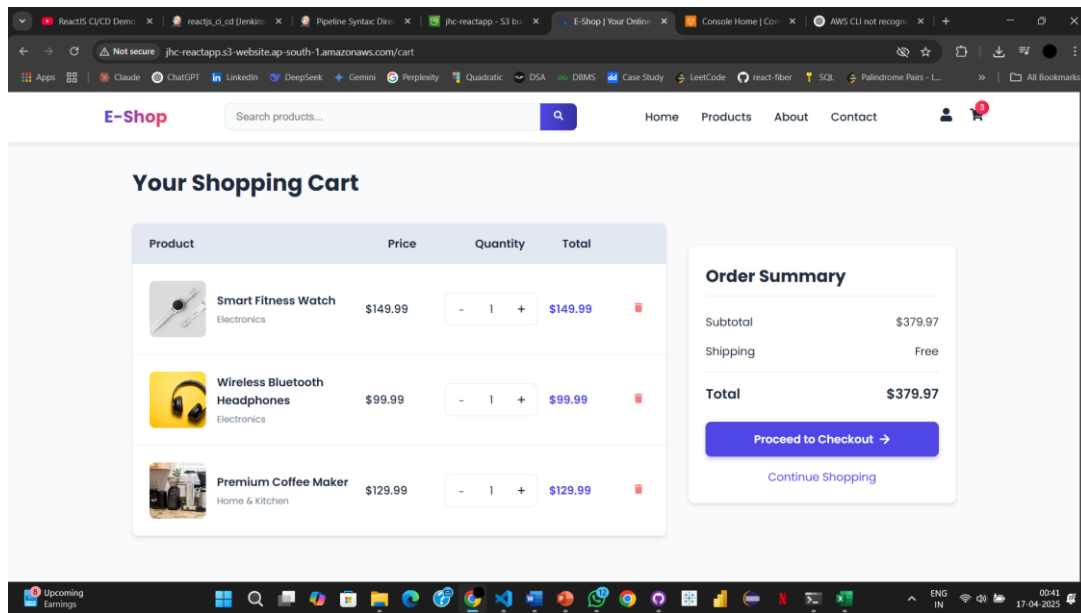 ReactJS CI/CD Demo
reactjs_ci_cd [Jenkins
Pipeline Syntax: Dire
jhc-reactapp - S3 bu
E-Shop | Your Online
Console Home | Con
AWS CLI not recogni
Not secure jhc-reactapp.s3-website.ap-south-1.amazonaws.com/cart
Apps Claude ChatGPT LinkedIn DeepSeek Gemini Perplexity Quadratic DSA DBMS Case Study LeetCode react-fiber SQL Palindrome Pairs - L... » All Bookmarks
E-Shop Search products... Home Products About Contact 3
Your Shopping Cart
Product Price Quantity Total
Smart Fitness Watch
Electronics
$149.99 - 1 + $149.99
Wireless Bluetooth
Headphones
Electronics
$99.99 - 1 + $99.99
Premium Coffee Maker
Home & Kitchen
$129.99 - 1 + $129.99
Order Summary
Subtotal $379.97
Shipping Free
Total $379.97
Proceed to Checkout →
Continue Shopping
8 Upcoming
Earnings
12
ENG
IN
00:41
17-04-2025